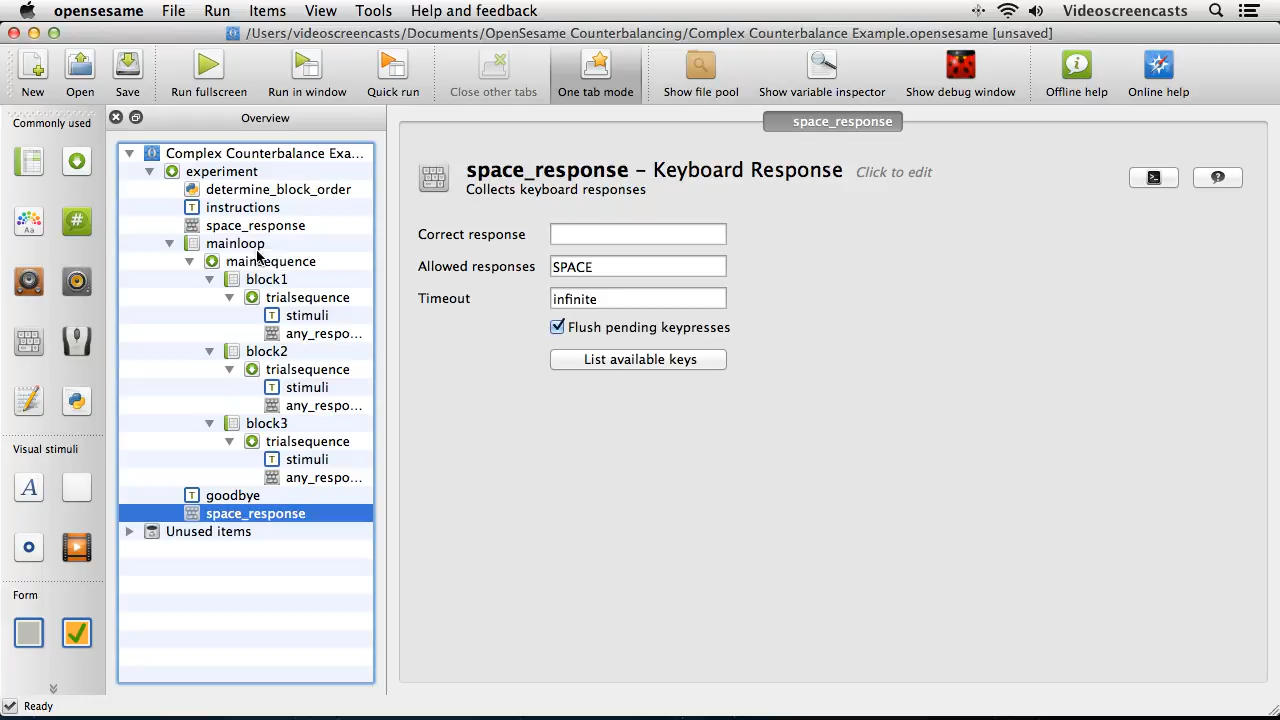 opensesame File Run Items View Tools Help and feedback Videoscreencasts
/Users/videoscreencasts/Documents/OpenSesame Counterbalancing/Complex Counterbalance Example.opensesame [unsaved]
New Open Save Run fullscreen Run in window Quick run Close other tabs One tab mode Show file pool Show variable inspector Show debug window Offline help Online help
Commonly used
Overview
space_response
Complex Counterbalance Exa...
experiment
determine_block_order
instructions
space_response
mainloop
mainsequence
block1
trialsequence
stimuli
any_respo...
block2
trialsequence
stimuli
any_respo...
block3
trialsequence
stimuli
any_respo...
goodbye
space_response
Unused items
Visual stimuli
Form
space_response – Keyboard Response Click to edit
Collects keyboard responses
Correct response
Allowed responses SPACE
Timeout infinite
Flush pending keypresses
List available keys
Ready